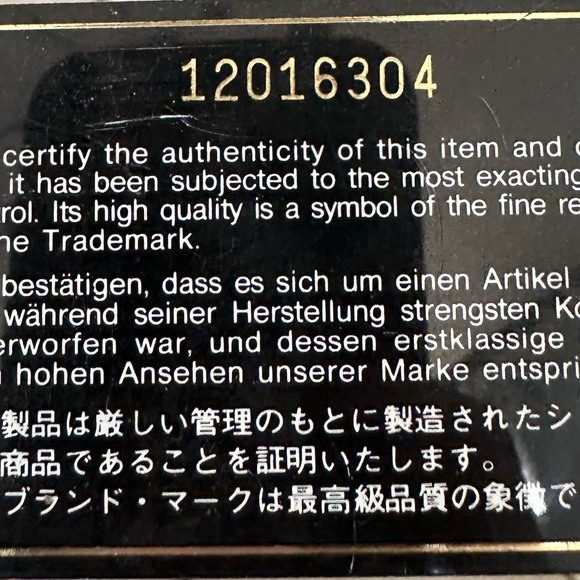 12016304
certify the authenticity of this item and
it has been subjected to the most exacting
rol. Its high quality is a symbol of the fine re
he Trademark.
bestätigen, dass es sich um einen Artikel
während seiner Herstellung strengsten Ko
erworfen war, und dessen erstklassige
hohen Ansehen unserer Marke entspri
製品は厳しい管理のもとに製造されたシ
商品であることを証明いたします。
ブランド・マークは最高級品質の象徴で